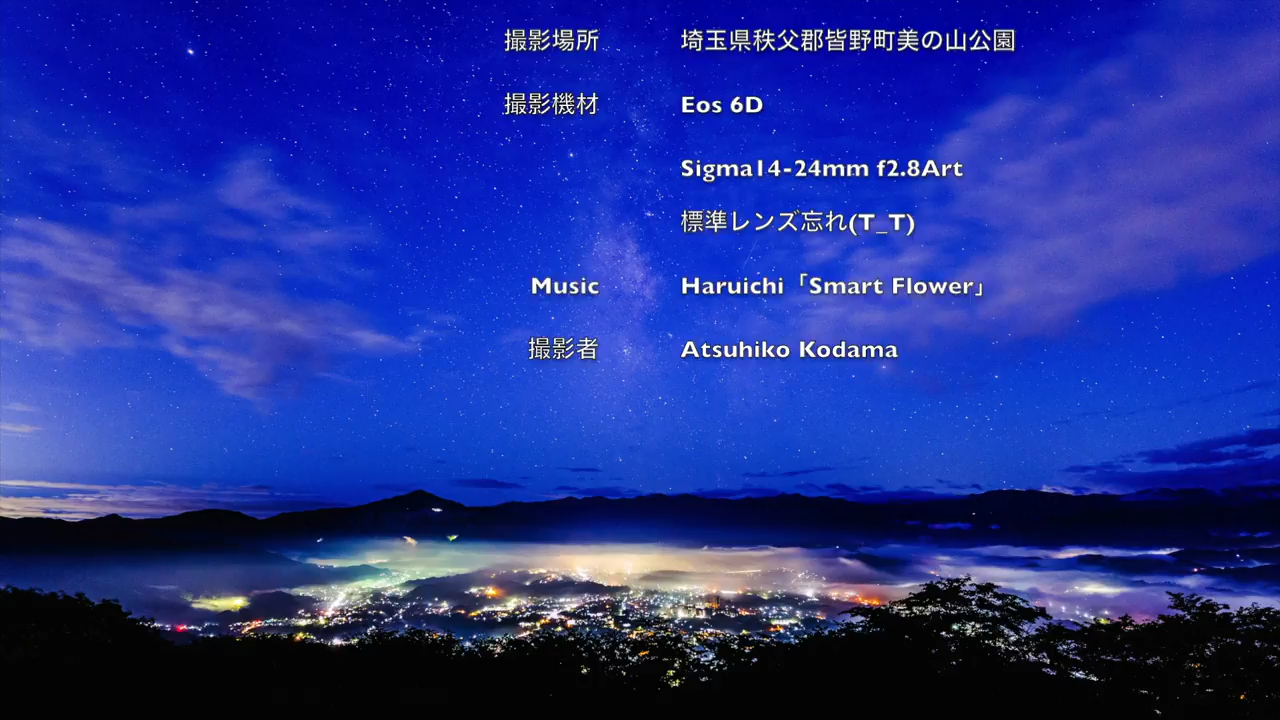 撮影場所 埼玉県秩父郡皆野町美の山公園
撮影機材 Eos 6D
Sigma14-24mm f2.8Art
標準レンズ忘れ(T_T)
Music Haruichi「Smart Flower」
撮影者 Atsuhiko Kodama